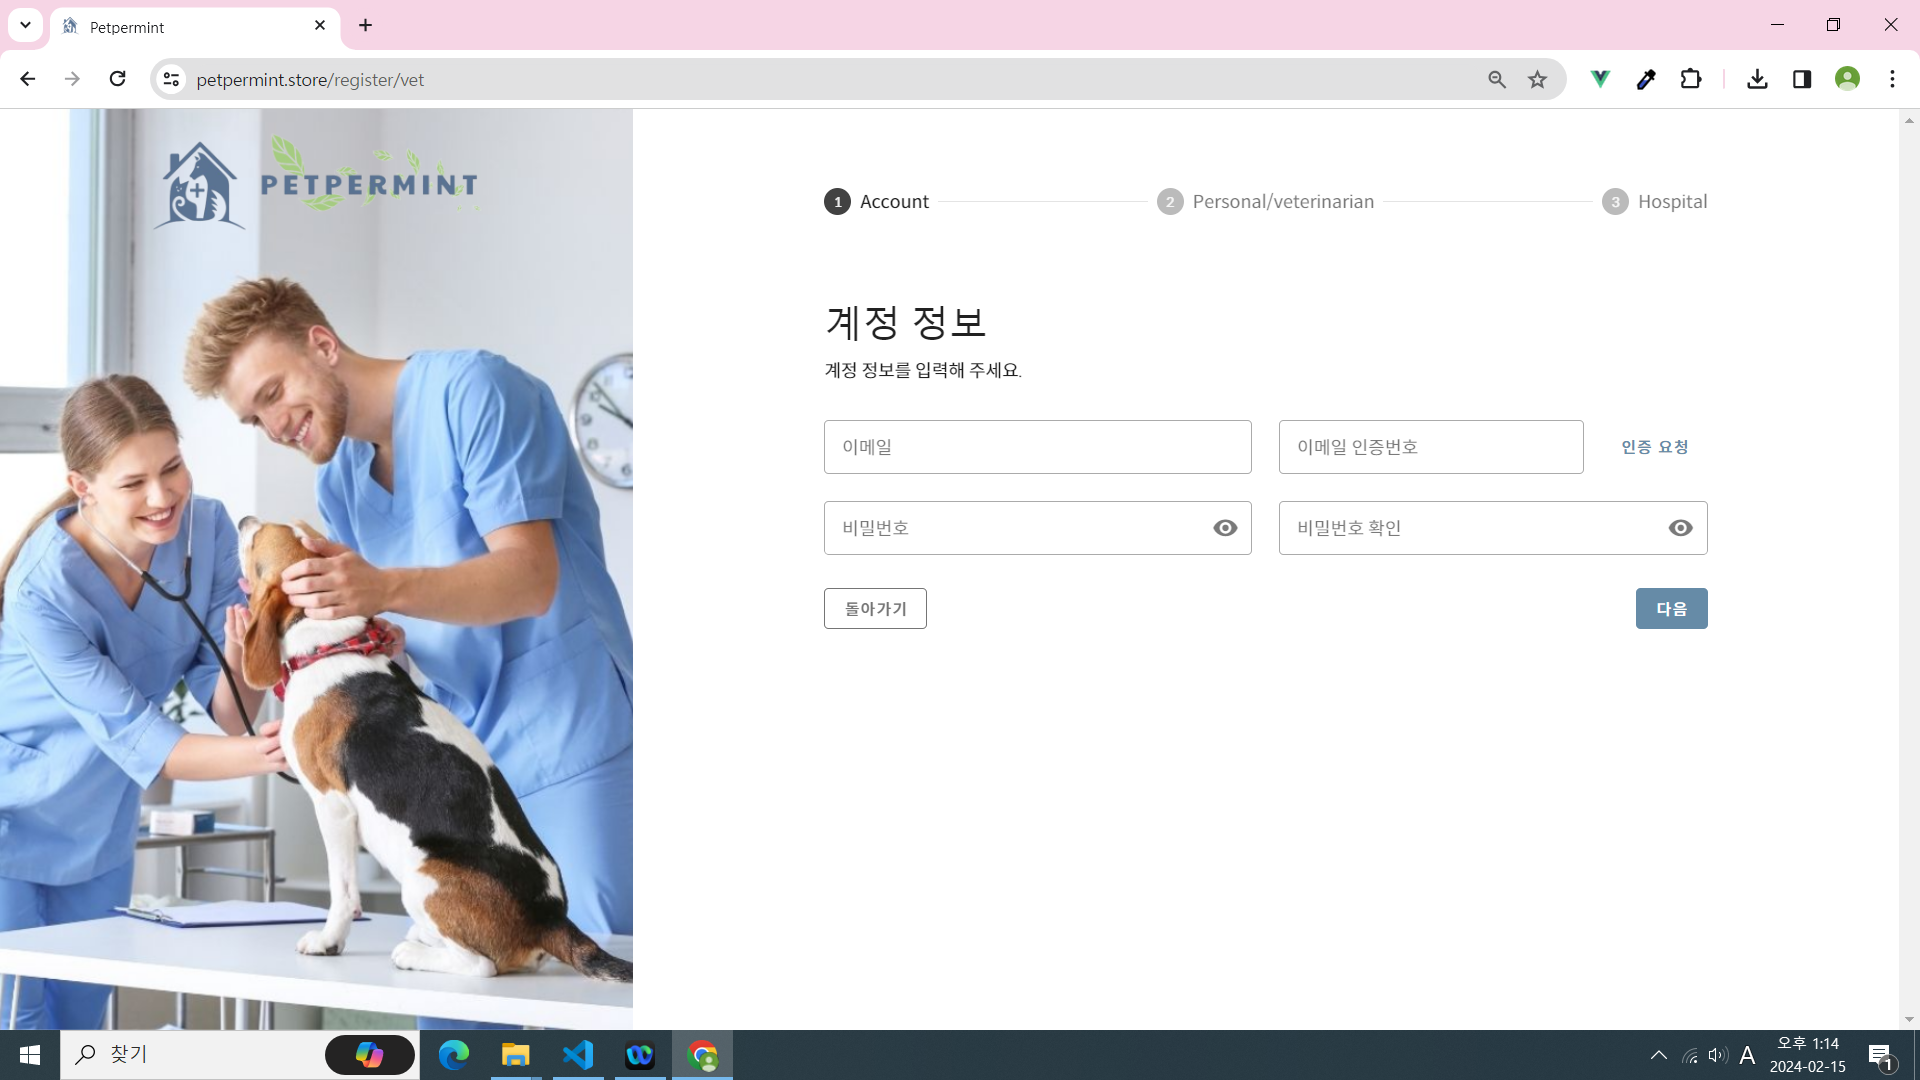 Petpermint
petpermint.store/register/vet
PETPERMINT
1 Account
2 Personal/veterinarian
3 Hospital
계정 정보
계정 정보를 입력해 주세요.
이메일
이메일 인증번호
인증 요청
비밀번호
비밀번호 확인
돌아가기
다음
찾기
A
오후 1:14
2024-02-15
1